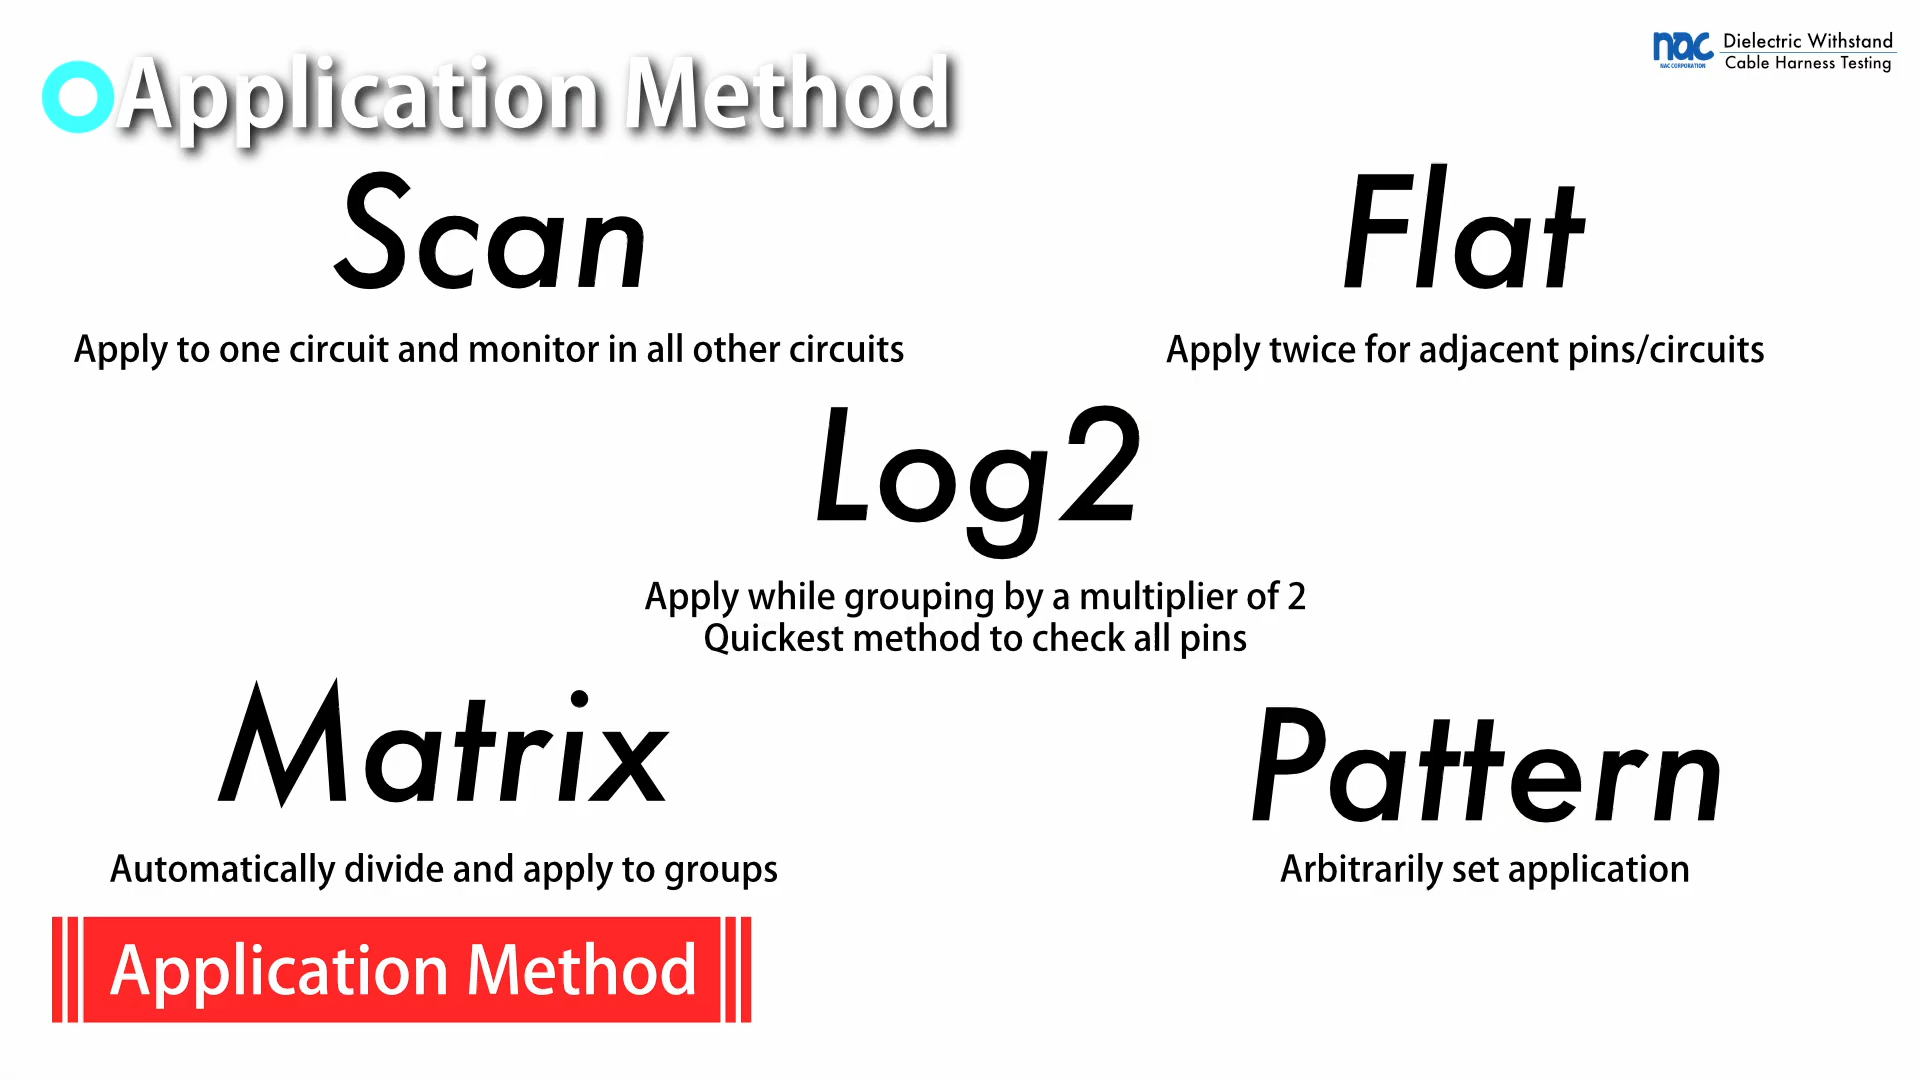 Application Method
nac
NAC CORPORATION
Dielectric Withstand
Cable Harness Testing
Scan
Apply to one circuit and monitor in all other circuits
Flat
Apply twice for adjacent pins/circuits
Log2
Apply while grouping by a multiplier of 2
Quickest method to check all pins
Matrix
Automatically divide and apply to groups
Pattern
Arbitrarily set application
Application Method